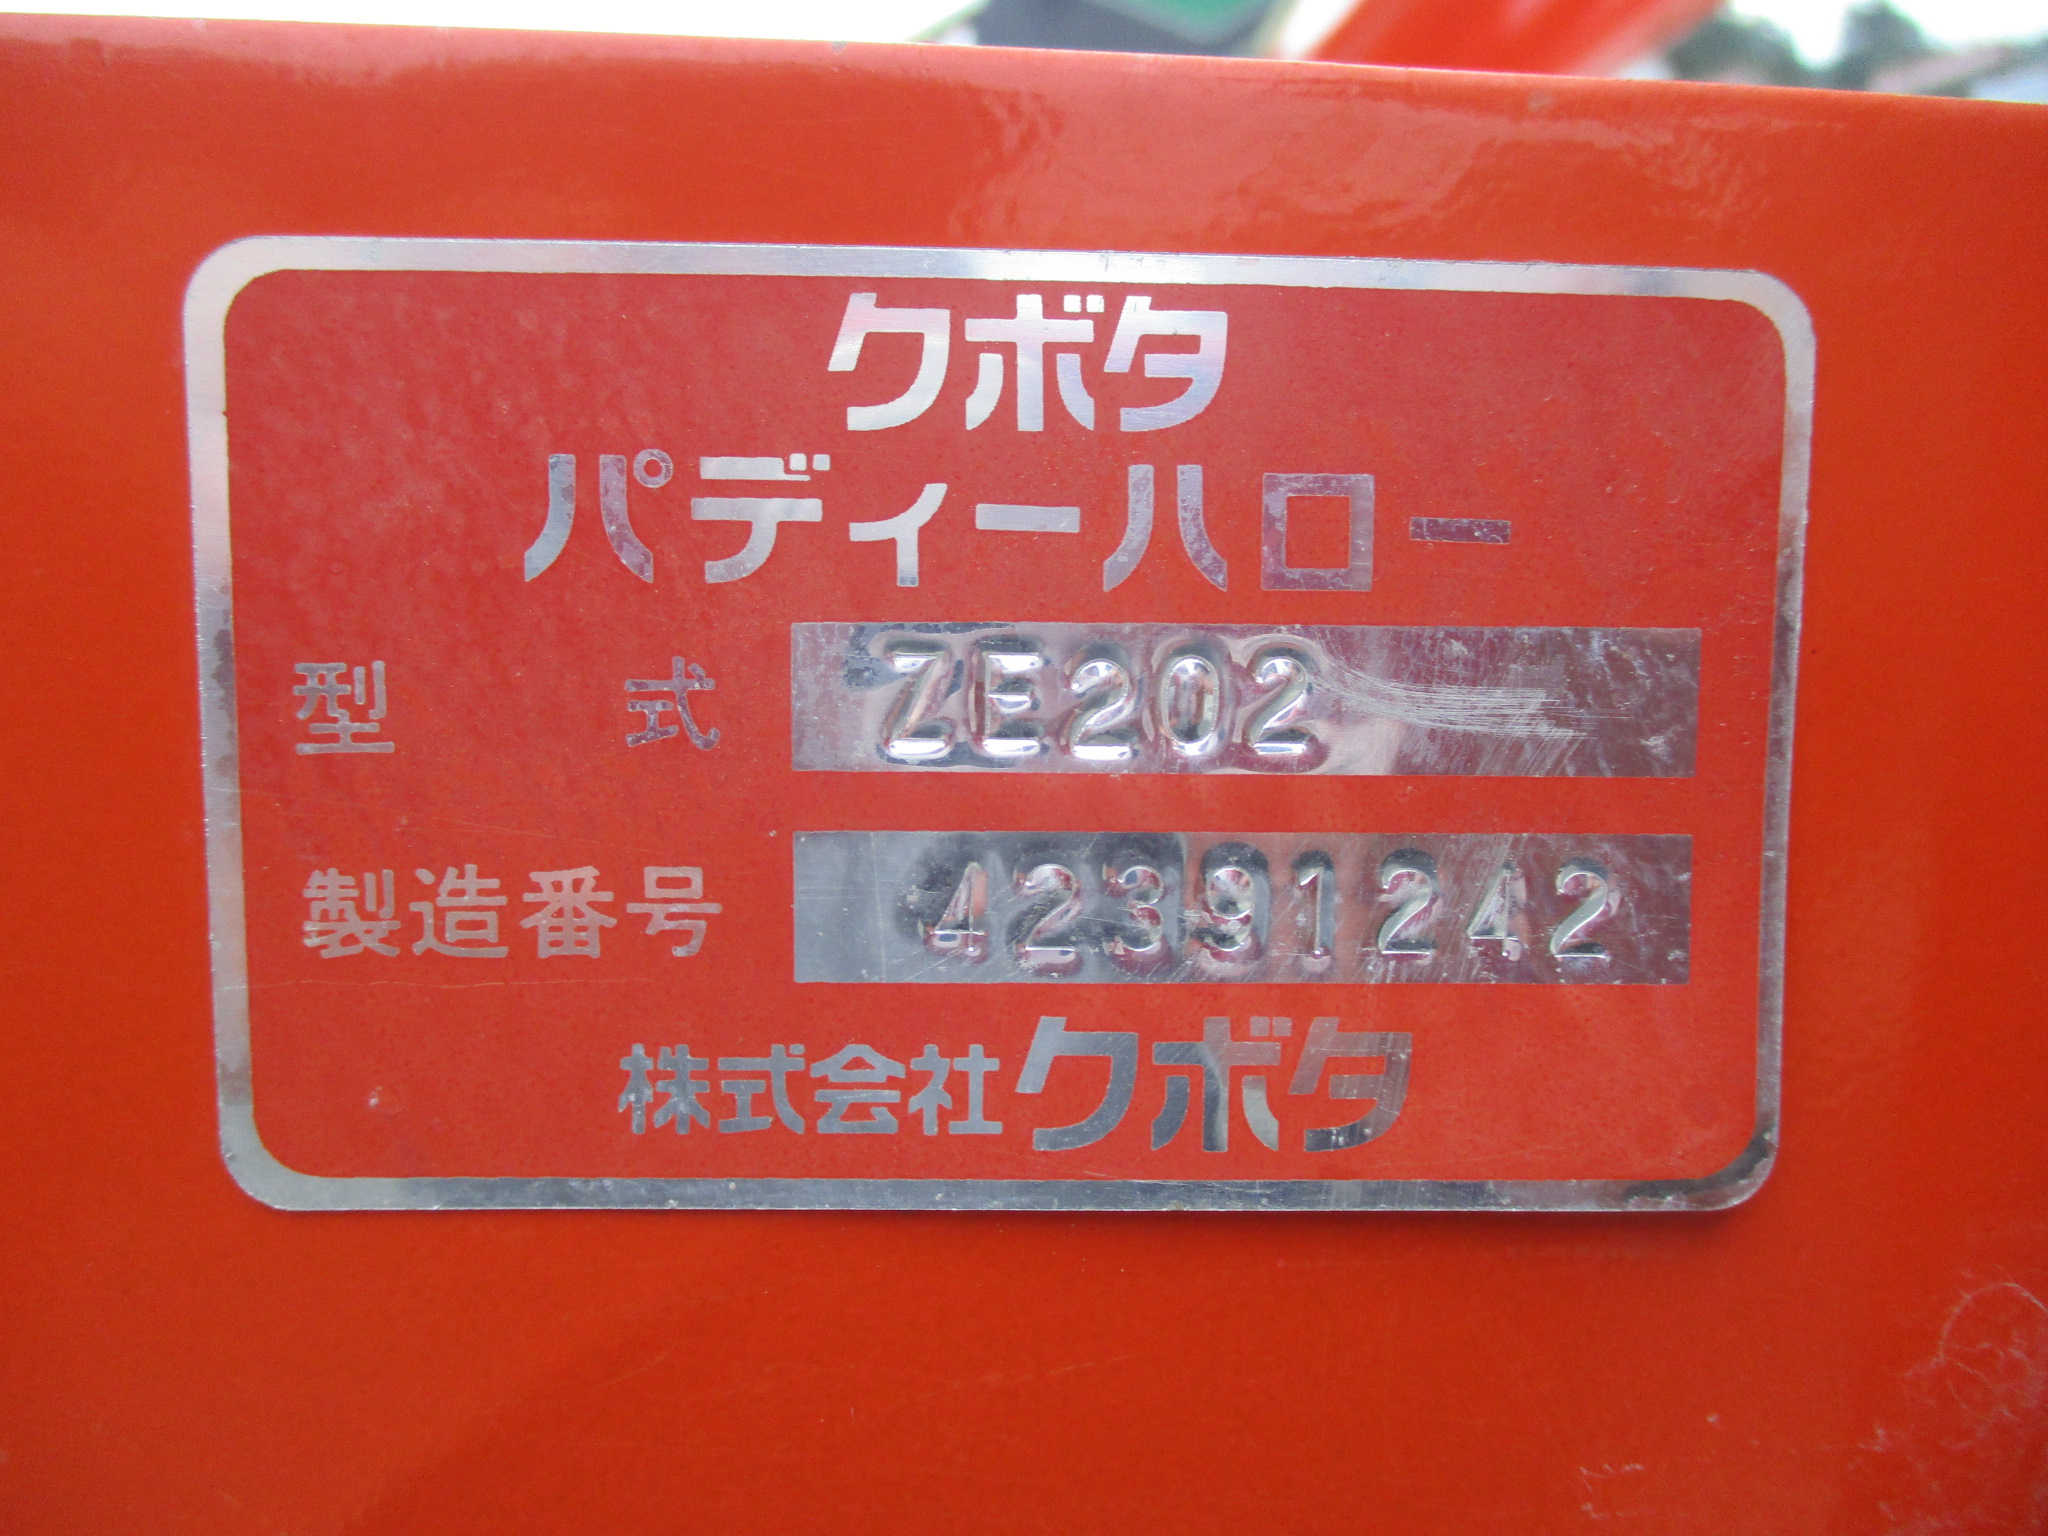 クボタ
パディーハロー
型式 ZE202
製造番号 42391242
株式会社クボタ